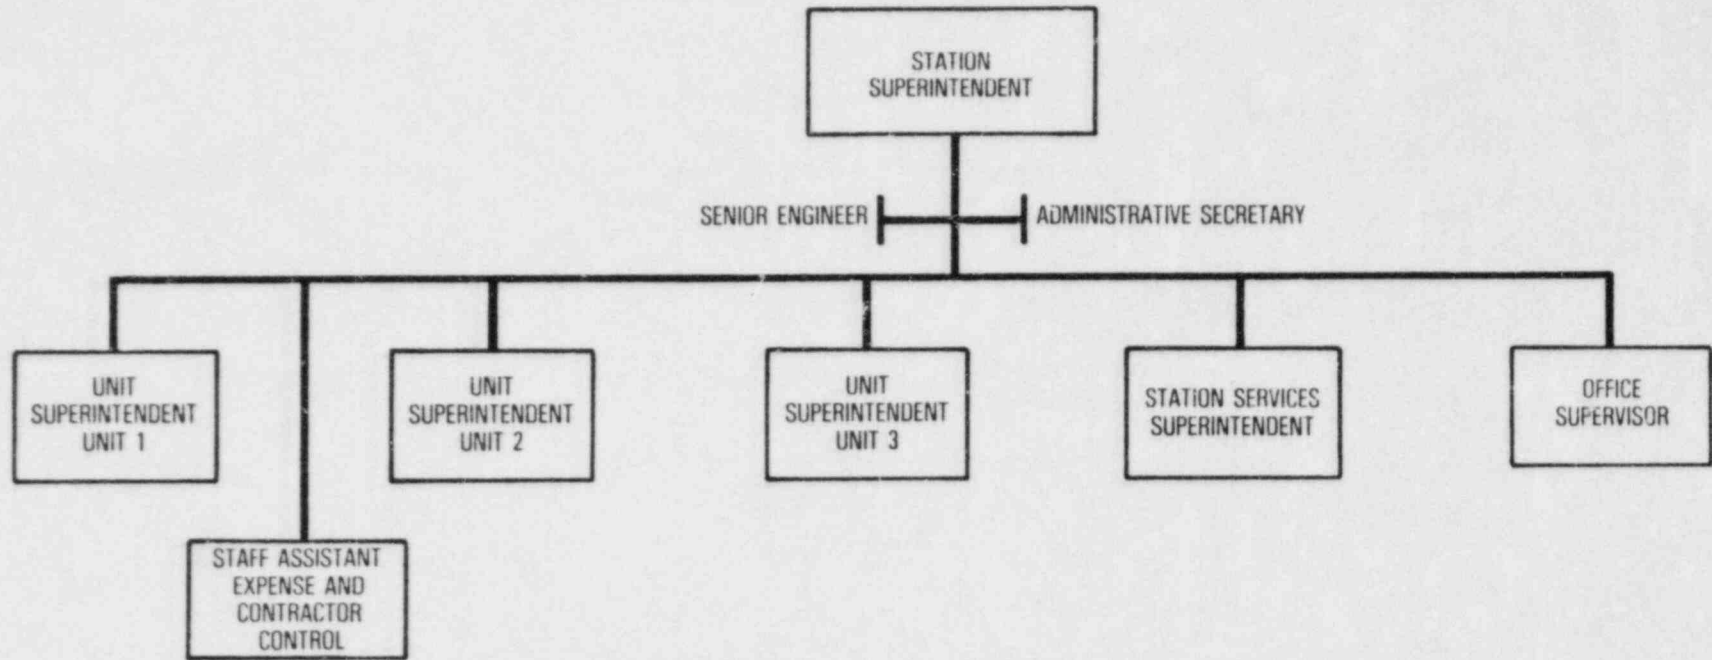 STATION
SUPERINTENDENT
SENIOR ENGINEER
ADMINISTRATIVE SECRETARY
UNIT
SUPERINTENDENT
UNIT 1
UNIT
SUPERINTENDENT
UNIT 2
UNIT
SUPERINTENDENT
UNIT 3
STATION SERVICES
SUPERINTENDENT
OFFICE
SUPERVISOR
STAFF ASSISTANT
EXPENSE AND
CONTRACTOR
CONTROL